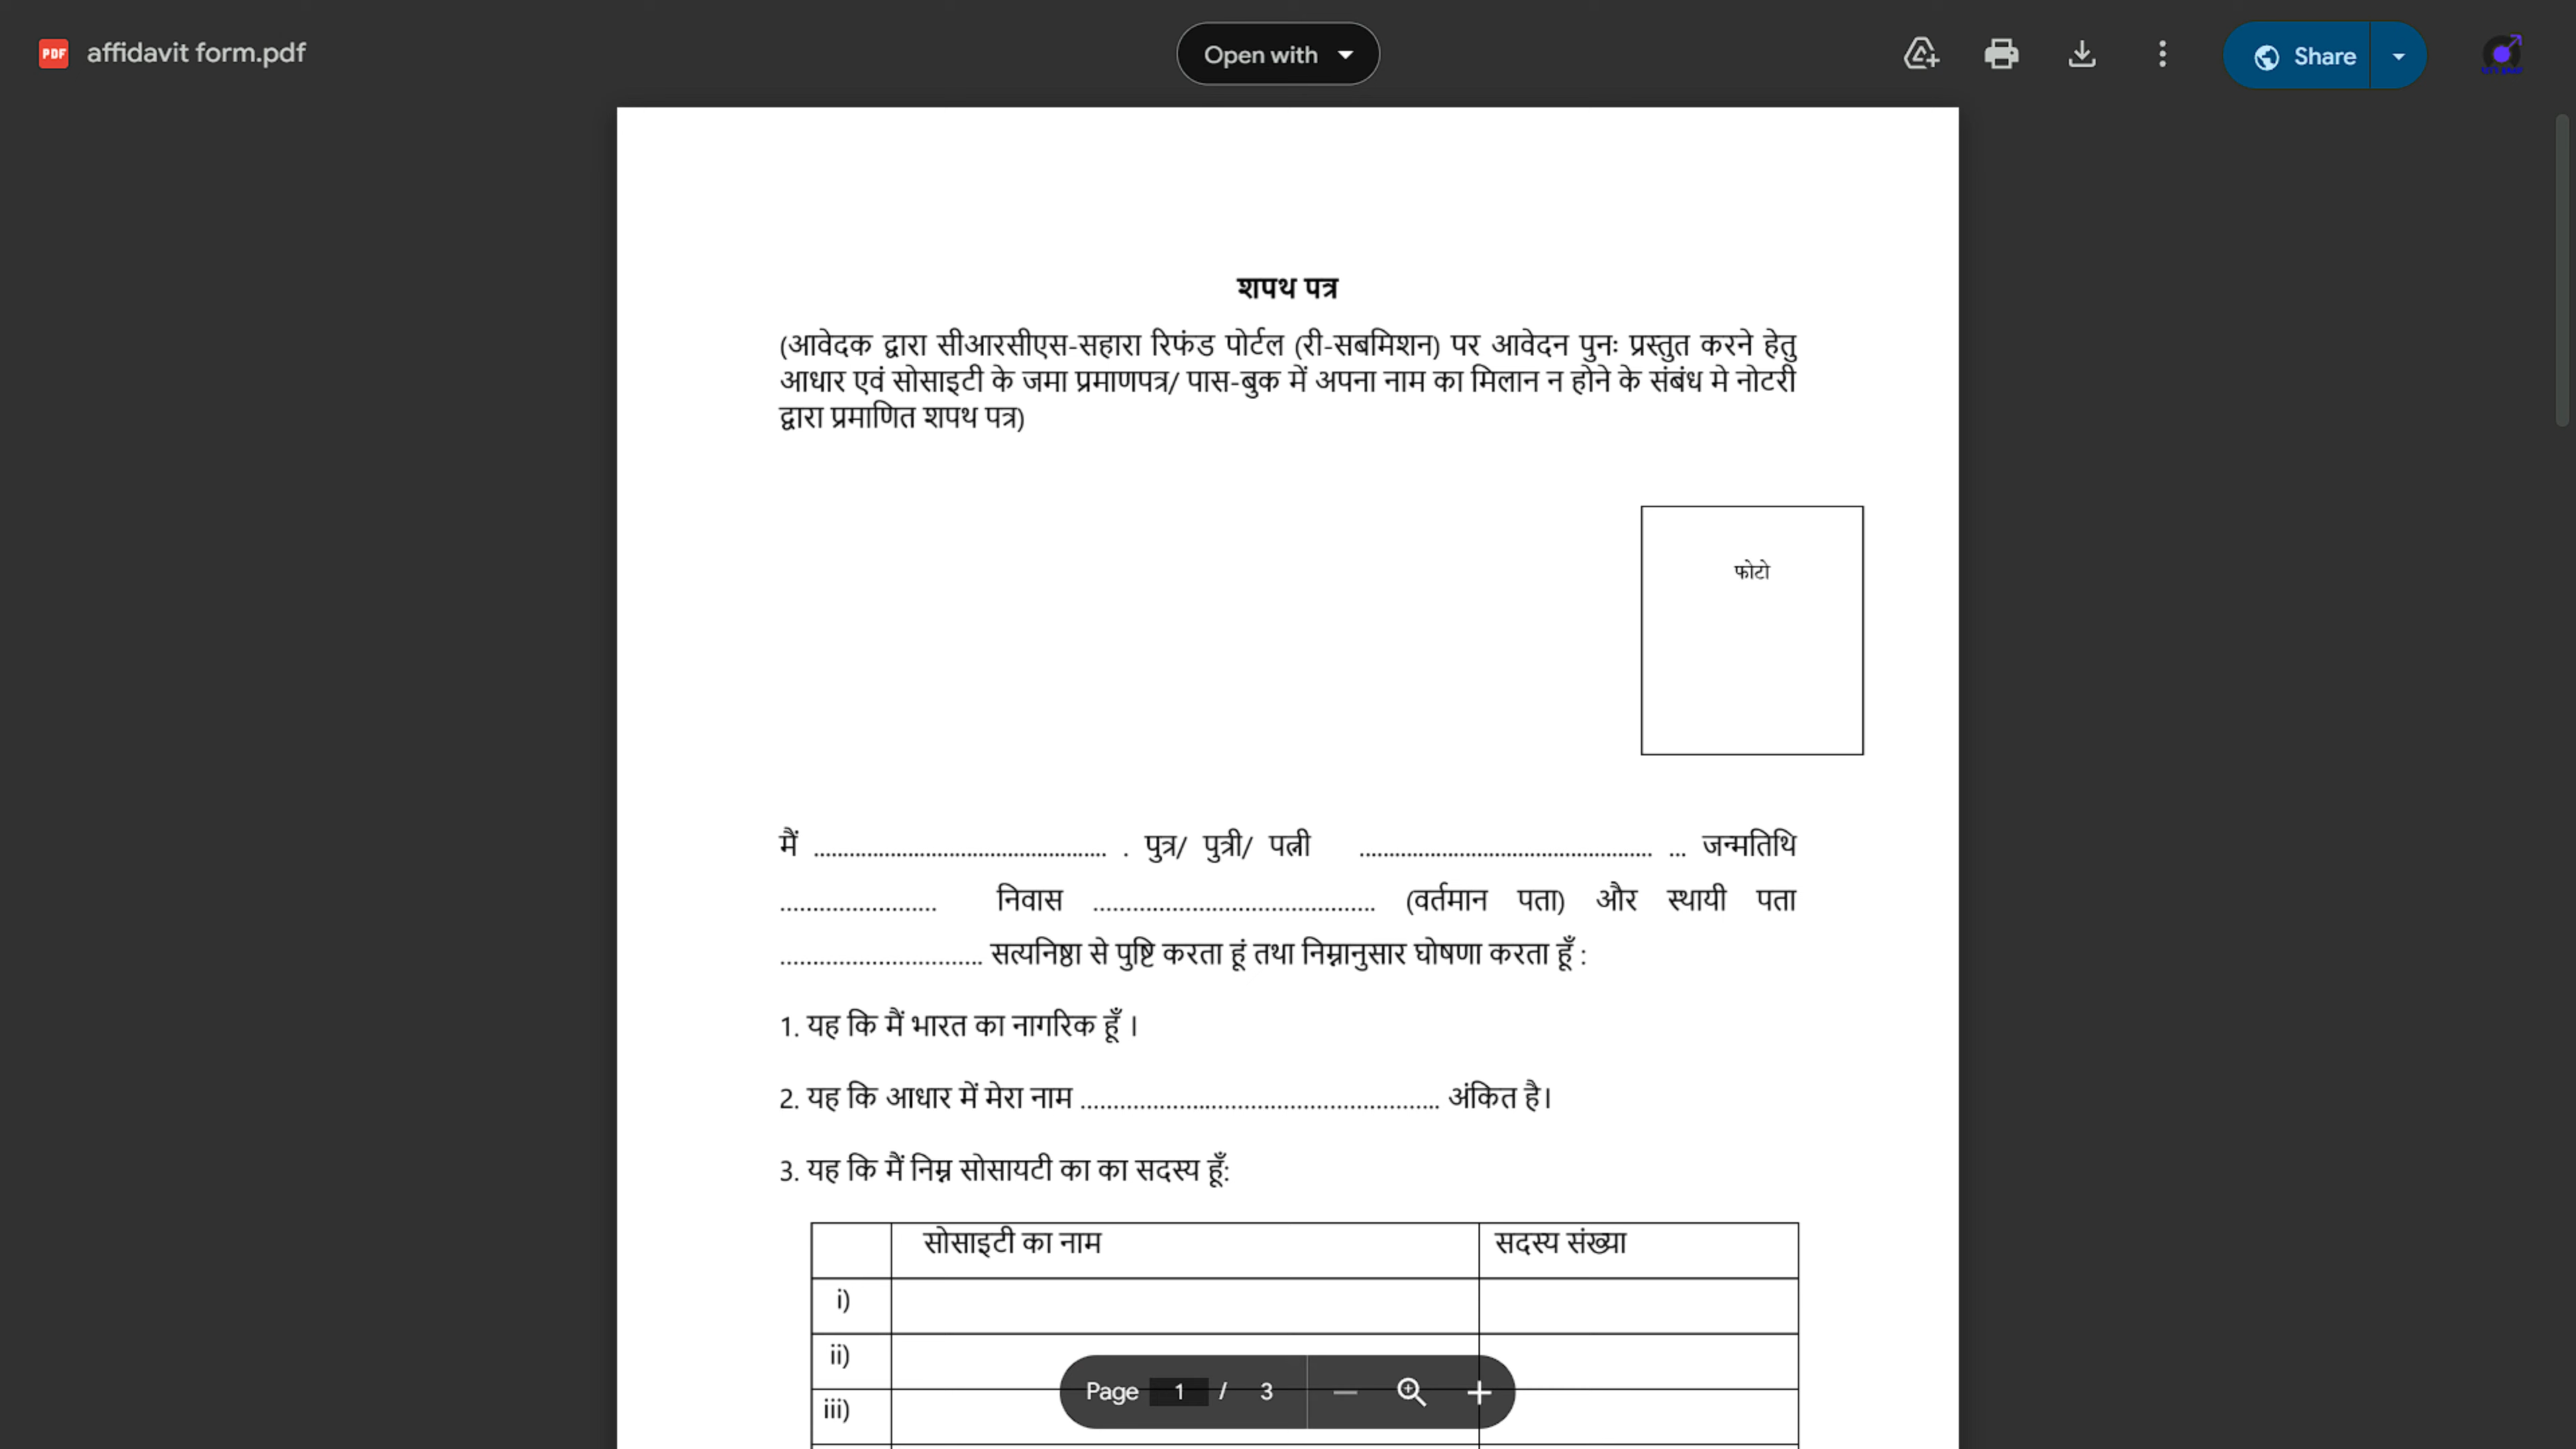 affidavit form.pdf
Open with
Share
शपथ पत्र
(आवेदक द्वारा सीआरसीएस-सहारा रिफंड पोर्टल (री-सबमिशन) पर आवेदन पुनः प्रस्तुत करने हेतु
आधार एवं सोसाइटी के जमा प्रमाणपत्र/ पास-बुक में अपना नाम का मिलान न होने के संबंध मे नोटरी
द्वारा प्रमाणित शपथ पत्र)
फोटो
मैं ................................................. . पुत्र/ पुत्री/ पत्नी ................................................. ... जन्मतिथि
........................ निवास ........................................... (वर्तमान पता) और स्थायी पता
............................... सत्यनिष्ठा से पुष्टि करता हूं तथा निम्नानुसार घोषणा करता हूँ :
1. यह कि मैं भारत का नागरिक हूँ ।
2. यह कि आधार में मेरा नाम ...................................................... अंकित है।
3. यह कि मैं निम्न सोसायटी का का सदस्य हूँ:
सोसाइटी का नाम सदस्य संख्या
i)
ii)
iii)
Page 1 / 3